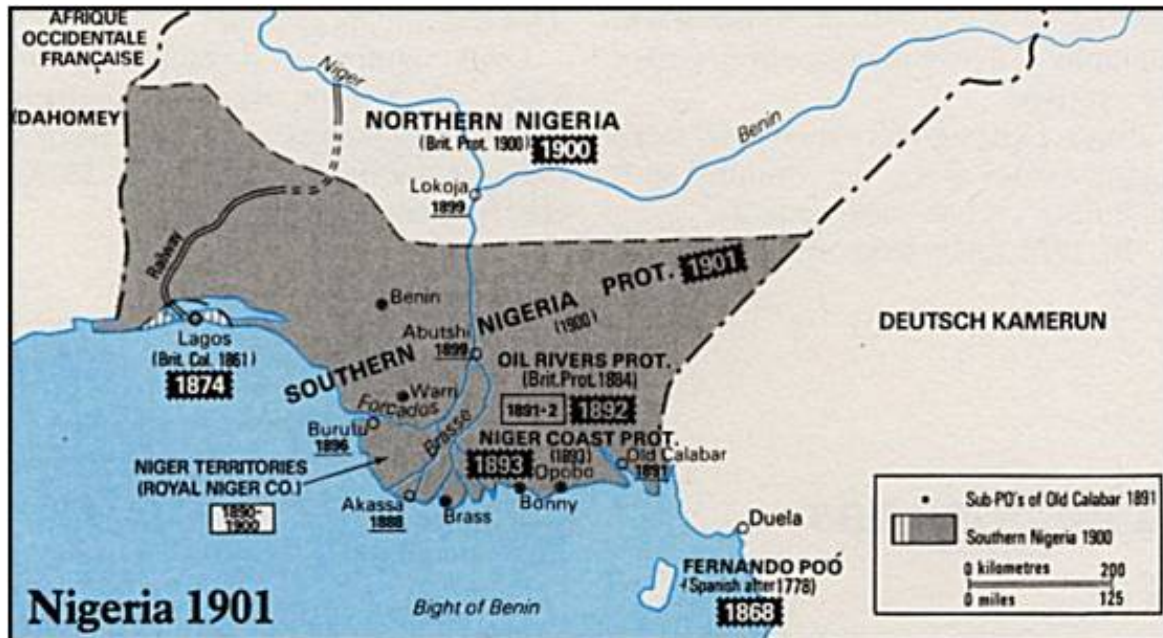 AFRIQUE
OCCIDENTALE
FRANÇAISE
(DAHOMEY)
Niger
NORTHERN NIGERIA
(Brit. Prot. 1900) 1900
Benin
Lokoja
1899
Railway
Benin
SOUTHERN NIGERIA PROT. 1901
(1900)
Abutshi
1899
Lagos
(Brit. Col. 1861)
1874
OIL RIVERS PROT.
(Brit. Prot. 1884)
1891-2 1892
DEUTSCH KAMERUN
Warri
Forcados
Brasse
Burutu
1896
NIGER COAST PROT.
(1893)
1893
Old Calabar
1891
Opobo
NIGER TERRITORIES
(ROYAL NIGER CO.)
1890-
1900
Akassa
1888
Brass
Bonny
Duela
FERNANDO POÓ
(Spanish after 1778)
1868
Bight of Benin
Nigeria 1901
Sub-PO's of Old Calabar 1891
Southern Nigeria 1900
0 kilometres 200
0 miles 125